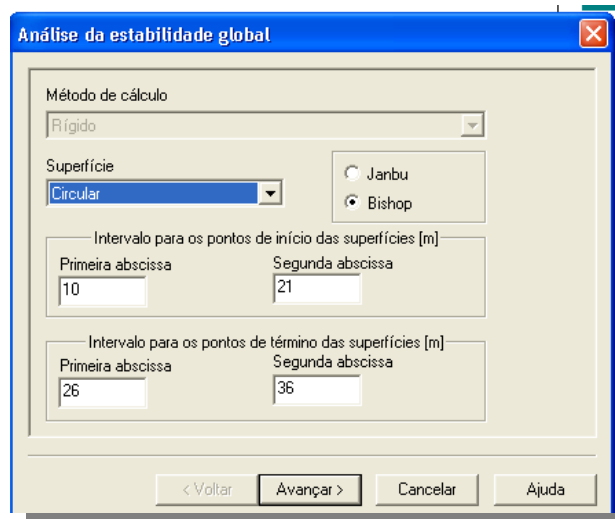 Análise da estabilidade global
Método de cálculo
Rígido
Superfície
Circular
Janbu
Bishop
Intervalo para os pontos de início das superfícies [m]
Primeira abscissa
Segunda abscissa
10
21
Intervalo para os pontos de término das superfícies [m]
Primeira abscissa
Segunda abscissa
26
36
< Voltar
Avançar >
Cancelar
Ajuda